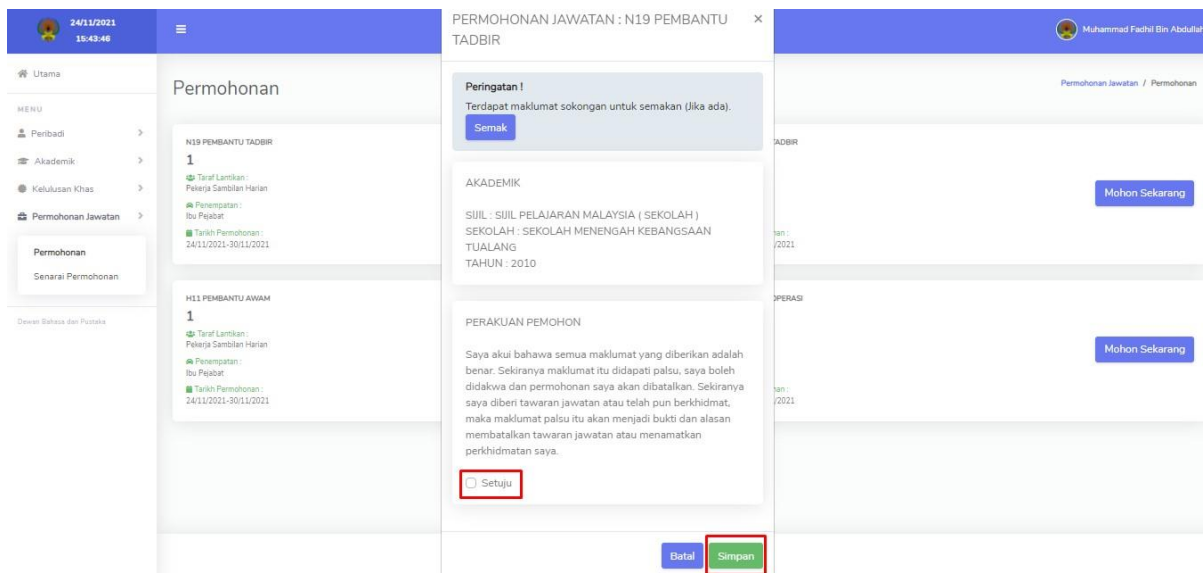 24/11/2021
15:43:46
Muhammad Fadhil Bin Abdullah
Utama
MENU
Peribadi
Akademik
Kelulusan Khas
Permohonan Jawatan
Permohonan
Senarai Permohonan
Dewan Bahasa dan Pustaka
Permohonan
Permohonan Jawatan / Permohonan
N19 PEMBANTU TADBIR
1
Taraf Lantikan :
Pekerja Sambilan Harian
Penempatan :
Ibu Pejabat
Tarikh Permohonan :
24/11/2021-30/11/2021
H11 PEMBANTU AWAM
1
Taraf Lantikan :
Pekerja Sambilan Harian
Penempatan :
Ibu Pejabat
Tarikh Permohonan :
24/11/2021-30/11/2021
PERMOHONAN JAWATAN : N19 PEMBANTU
TADBIR
×
Peringatan !
Terdapat maklumat sokongan untuk semakan (Jika ada).
Semak
AKADEMIK
SIJIL : SIJIL PELAJARAN MALAYSIA ( SEKOLAH )
SEKOLAH : SEKOLAH MENENGAH KEBANGSAAN
TUALANG
TAHUN : 2010
PERAKUAN PEMOHON
Saya akui bahawa semua maklumat yang diberikan adalah
benar. Sekiranya maklumat itu didapati palsu, saya boleh
didakwa dan permohonan saya akan dibatalkan. Sekiranya
saya diberi tawaran jawatan atau telah pun berkhidmat,
maka maklumat palsu itu akan menjadi bukti dan alasan
membatalkan tawaran jawatan atau menamatkan
perkhidmatan saya.
Setuju
Batal
Simpan
TADBIR
Mohon Sekarang
/2021
OPERASI
Mohon Sekarang
/2021